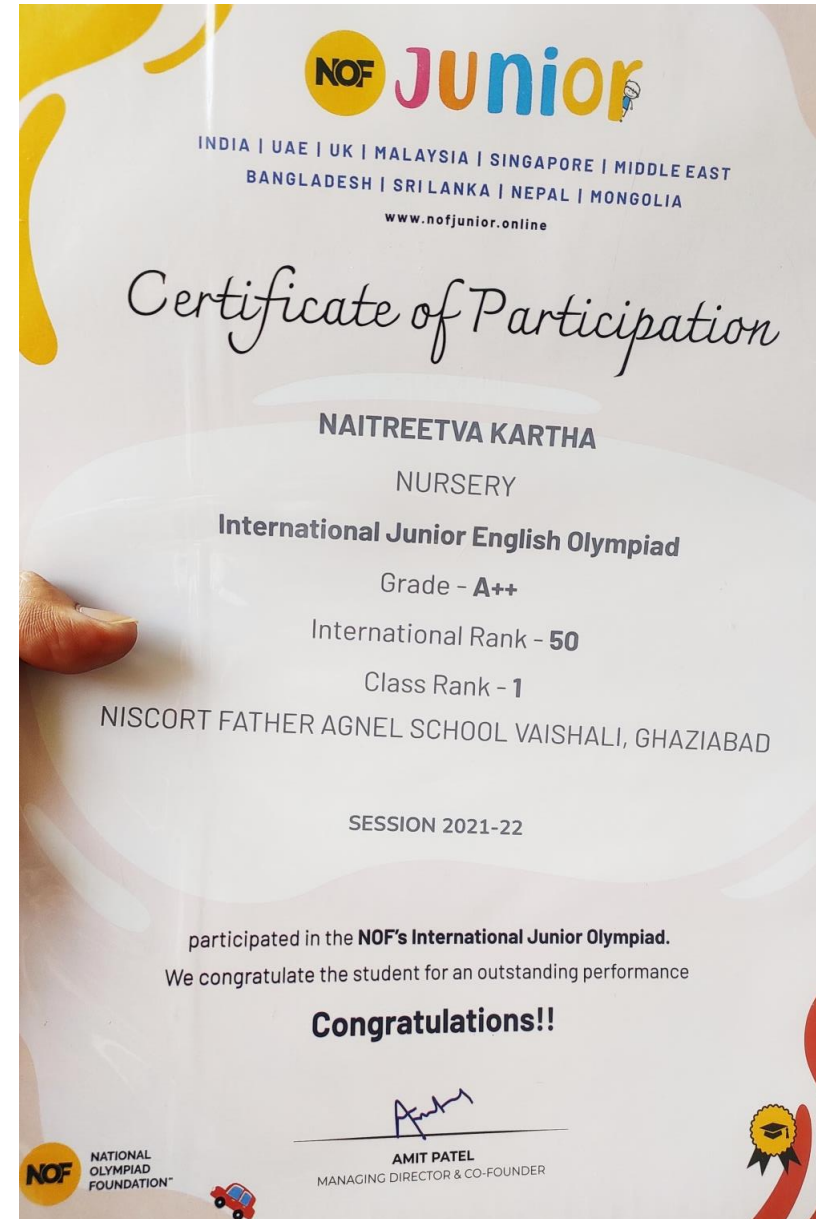 NOF JUNIOR
INDIA | UAE | UK | MALAYSIA | SINGAPORE | MIDDLE EAST
BANGLADESH | SRI LANKA | NEPAL | MONGOLIA
www.nofjunior.online
Certificate of Participation
NAITREETVA KARTHA
NURSERY
International Junior English Olympiad
Grade - A++
International Rank - 50
Class Rank - 1
NISCORT FATHER AGNEL SCHOOL VAISHALI, GHAZIABAD
SESSION 2021-22
participated in the NOF's International Junior Olympiad.
We congratulate the student for an outstanding performance
Congratulations!!
AMIT PATEL
MANAGING DIRECTOR & CO-FOUNDER
NOF
NATIONAL
OLYMPIAD
FOUNDATION™